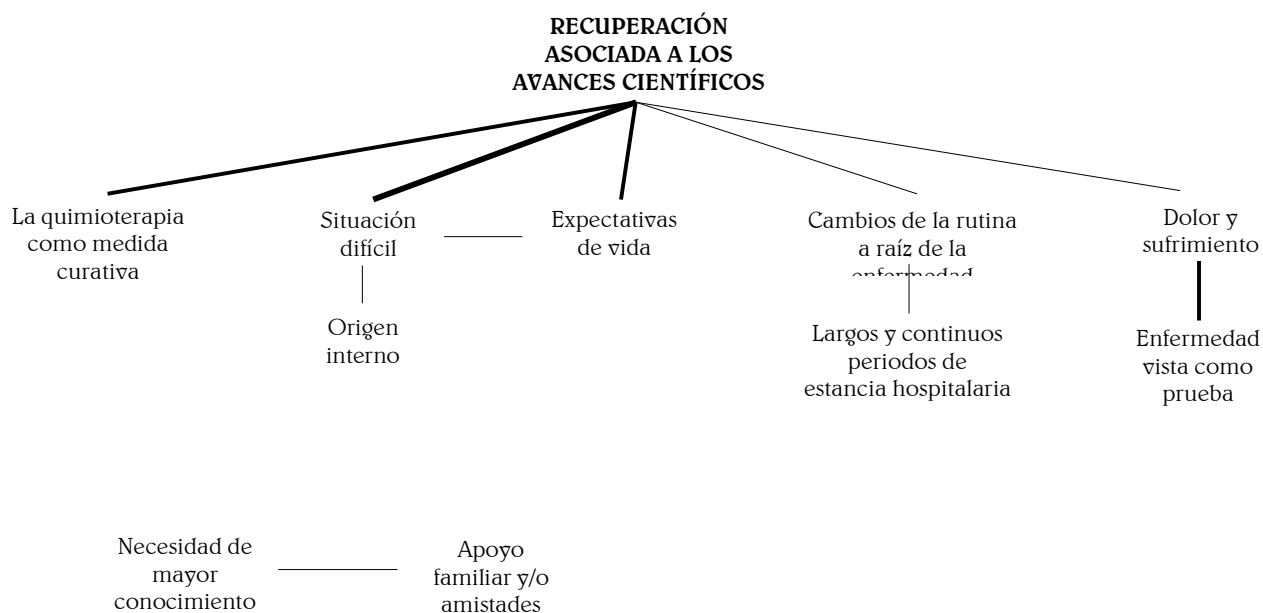 RECUPERACIÓN
ASOCIADA A LOS
AVANCES CIENTÍFICOS
La quimioterapia
como medida
curativa
Situación
difícil
Expectativas
de vida
Cambios de la rutina
a raíz de la
enfermedad
Dolor y
sufrimiento
Origen
interno
Largos y continuos
periodos de
estancia hospitalaria
Enfermedad
vista como
prueba
Necesidad de
mayor
conocimiento
Apoyo
familiar y/o
amistades